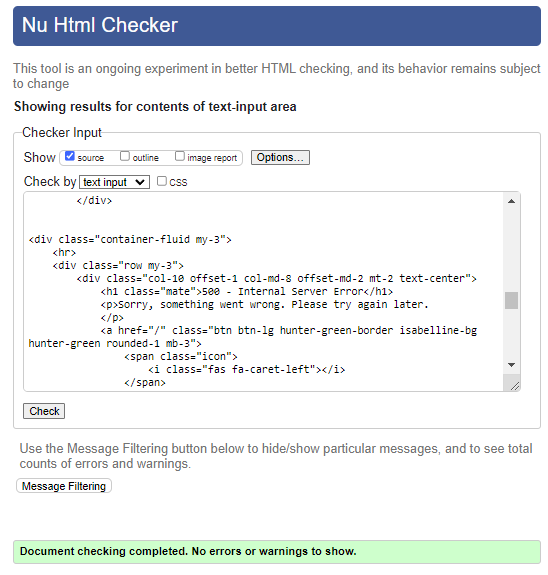 Nu Html Checker
This tool is an ongoing experiment in better HTML checking, and its behavior remains subject
to change
Showing results for contents of text-input area
Checker Input
Show source outline image report Options...
Check by text input CSS
</div>
<div class="container-fluid my-3">
<hr>
<div class="row my-3">
<div class="col-10 offset-1 col-md-8 offset-md-2 mt-2 text-center">
<h1 class="mate">500 - Internal Server Error</h1>
<p>Sorry, something went wrong. Please try again later.
</p>
<a href="/" class="btn btn-lg hunter-green-border isabelline-bg
hunter-green rounded-1 mb-3">
<span class="icon">
<i class="fas fa-caret-left"></i>
</span>
Check
Use the Message Filtering button below to hide/show particular messages, and to see total
counts of errors and warnings.
Message Filtering
Document checking completed. No errors or warnings to show.